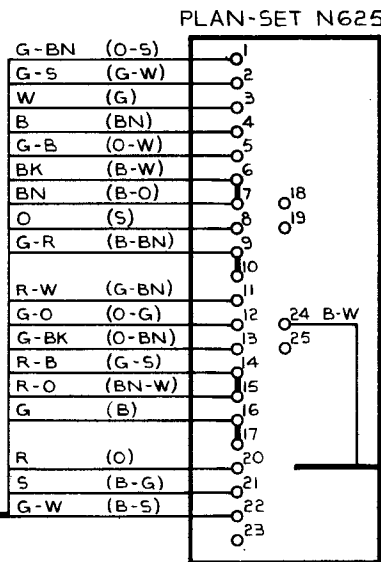 PLAN-SET N625
G-BN (O-S) 1
G-S (G-W) 2
W (G) 3
B (BN) 4
G-B (O-W) 5
BK (B-W) 6
BN (B-O) 7 18
O (S) 8 19
G-R (B-BN) 9
10
R-W (G-BN) 11
G-O (O-G) 12 24 B-W
G-BK (O-BN) 13 25
R-B (G-S) 14
R-O (BN-W) 15
G (B) 16
17
R (O) 20
S (B-G) 21
G-W (B-S) 22
23